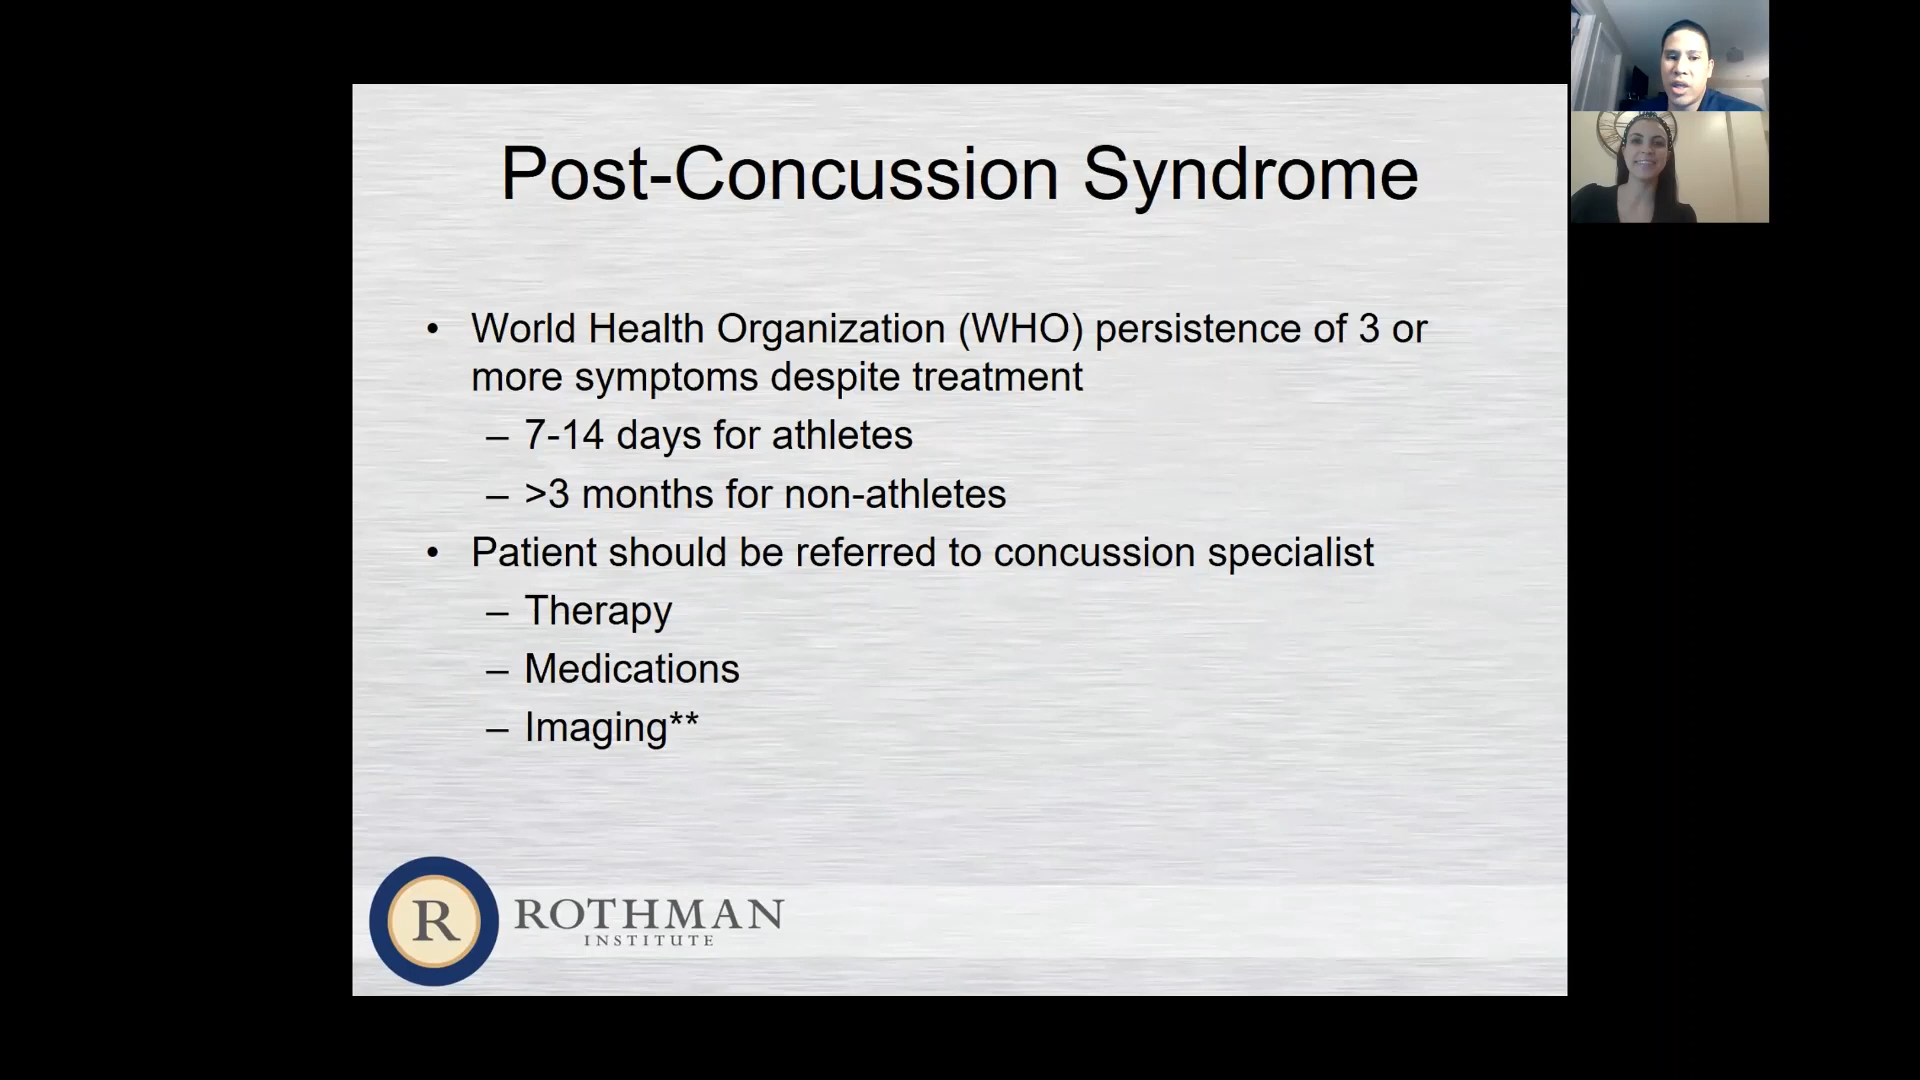 Post-Concussion Syndrome
• World Health Organization (WHO) persistence of 3 or
more symptoms despite treatment
– 7-14 days for athletes
– >3 months for non-athletes
• Patient should be referred to concussion specialist
– Therapy
– Medications
– Imaging**
R
ROTHMAN
INSTITUTE